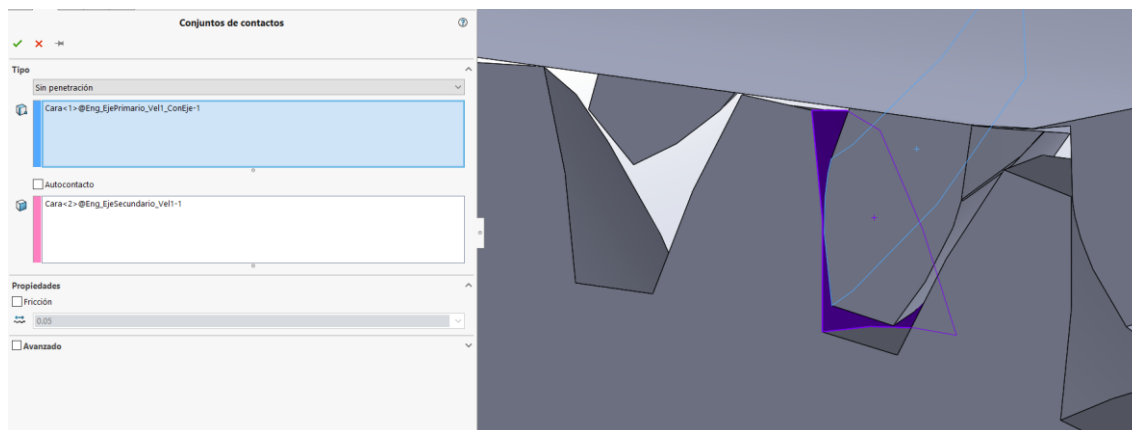 Conjuntos de contactos
Tipo
Sin penetración
Cara<1>@Eng_EjePrimario_Vel1_ConEje-1
Autocontacto
Cara<2>@Eng_EjeSecundario_Vel1-1
Propiedades
Fricción
0.05
Avanzado